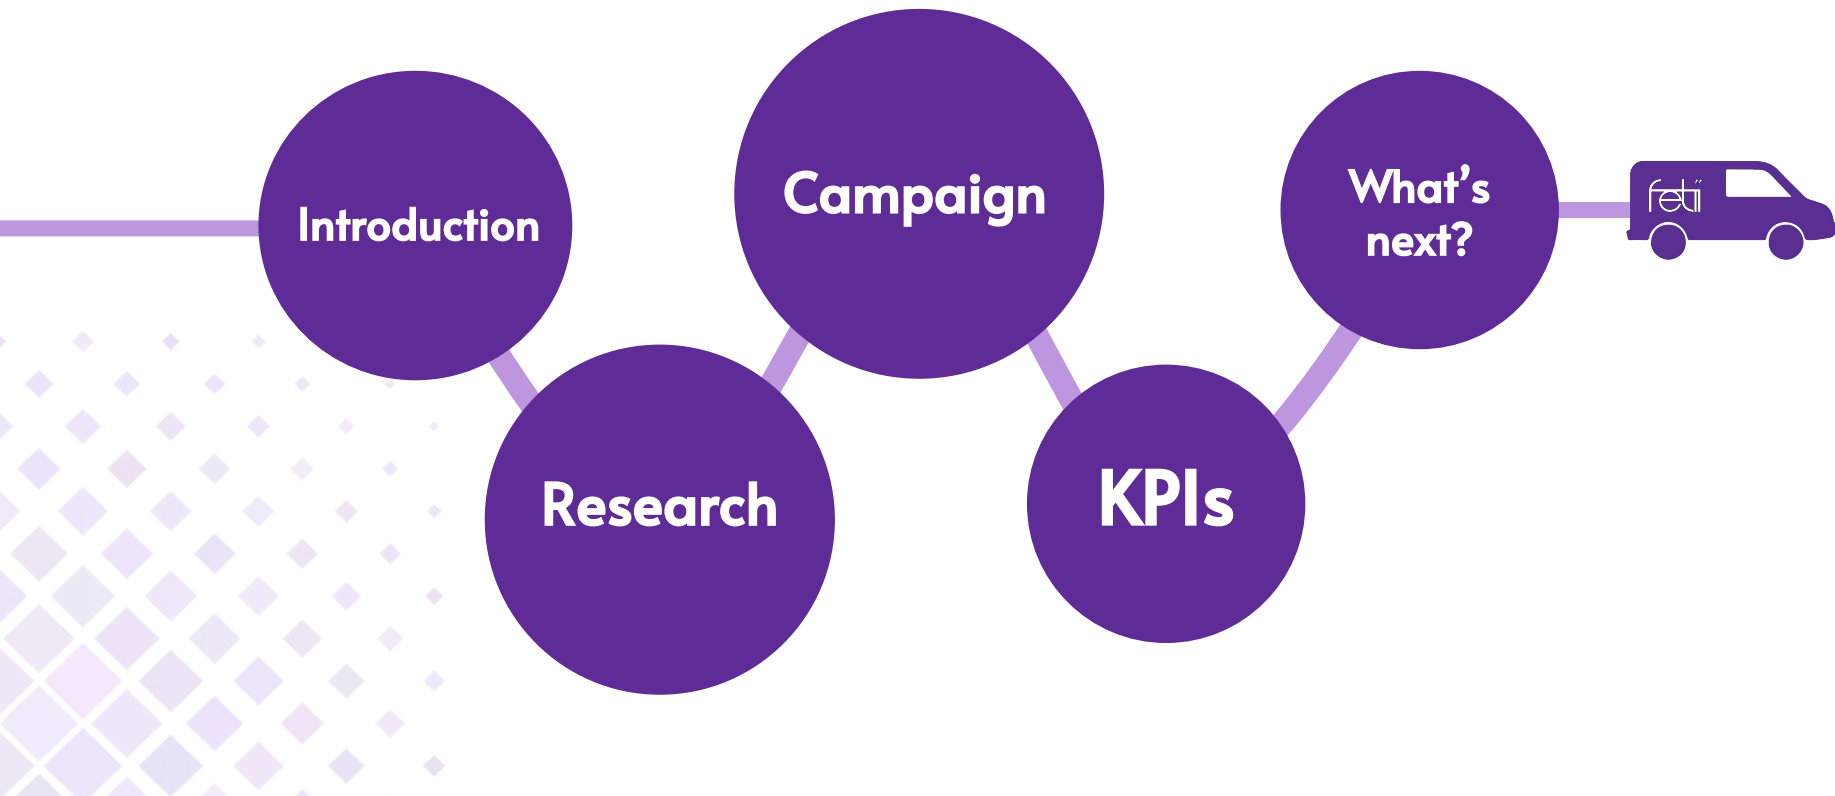 Introduction
Research
Campaign
KPIs
What's
next?
fetii